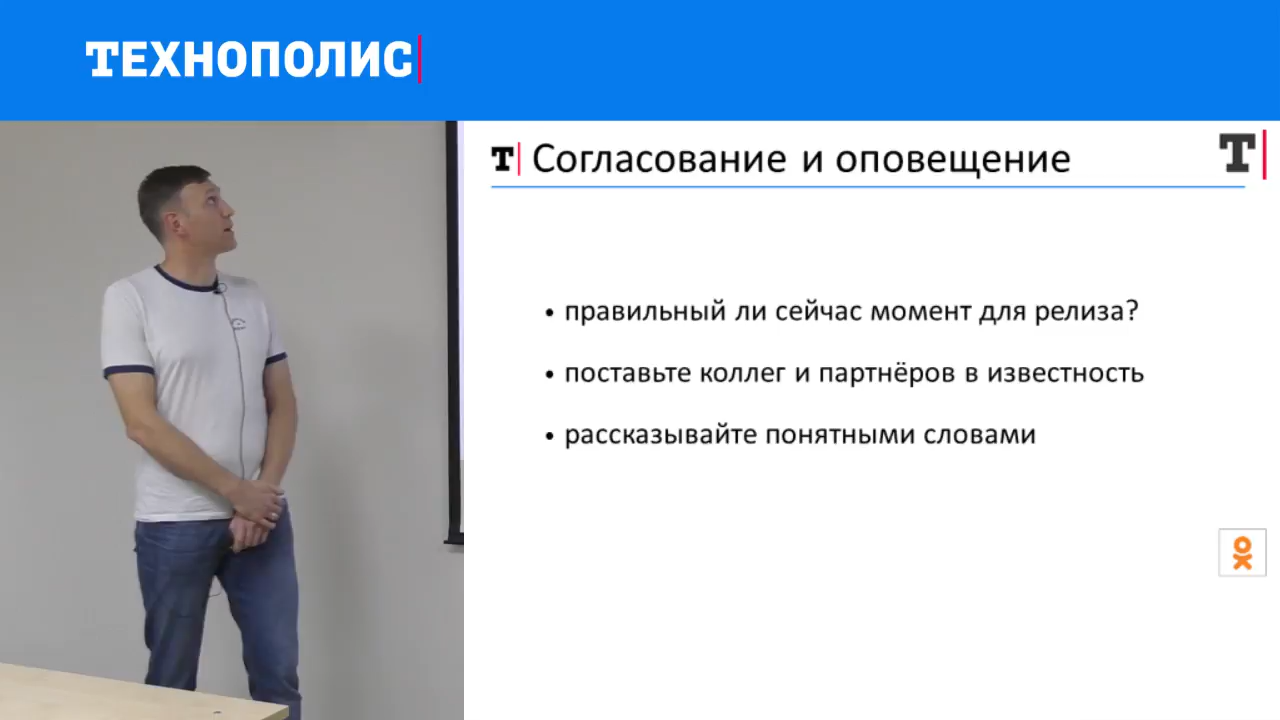 ТЕХНОПОЛИС
Т Согласование и оповещение
Т
• правильный ли сейчас момент для релиза?
• поставьте коллег и партнёров в известность
• рассказывайте понятными словами